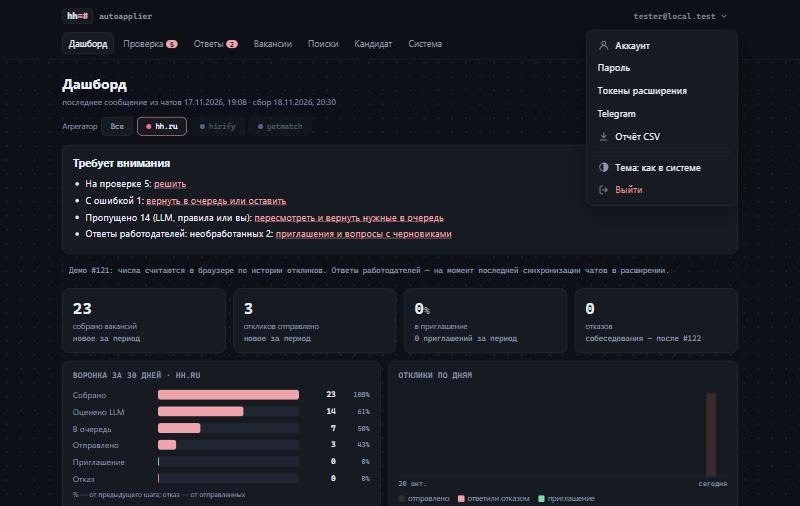 hh=# autoapplier
tester@local.test
Дашборд Проверка 5 Ответы 2 Вакансии Поиски Кандидат Система
Аккаунт
Пароль
Токены расширения
Telegram
Отчёт CSV
Тема: как в системе
Выйти
Дашборд
последнее сообщение из чатов 17.11.2026, 19:08 · сбор 18.11.2026, 20:30
Агрегатор Все hh.ru hirify getmatch
Требует внимания
На проверке 5: решить
С ошибкой 1: вернуть в очередь или оставить
Пропущено 14 (LLM, правила или вы): пересмотреть и вернуть нужные в очередь
Ответы работодателей: необработанных 2: приглашения и вопросы с черновиками
Демо #121: числа считаются в браузере по истории откликов. Ответы работодателей — на момент последней синхронизации чатов в расширении.
23
собрано вакансий
новое за период
3
откликов отправлено
новое за период
0%
в приглашение
0 приглашений за период
0
отказов
собеседования — после #122
ВОРОНКА ЗА 30 ДНЕЙ · HH.RU
Собрано 23 100%
Оценено LLM 14 61%
В очередь 7 50%
Отправлено 3 43%
Приглашение 0 0%
Отказ 0 0%
% — от предыдущего шага; отказ — от отправленных
ОТКЛИКИ ПО ДНЯМ
20 окт. сегодня
отправлено ответили отказом приглашение